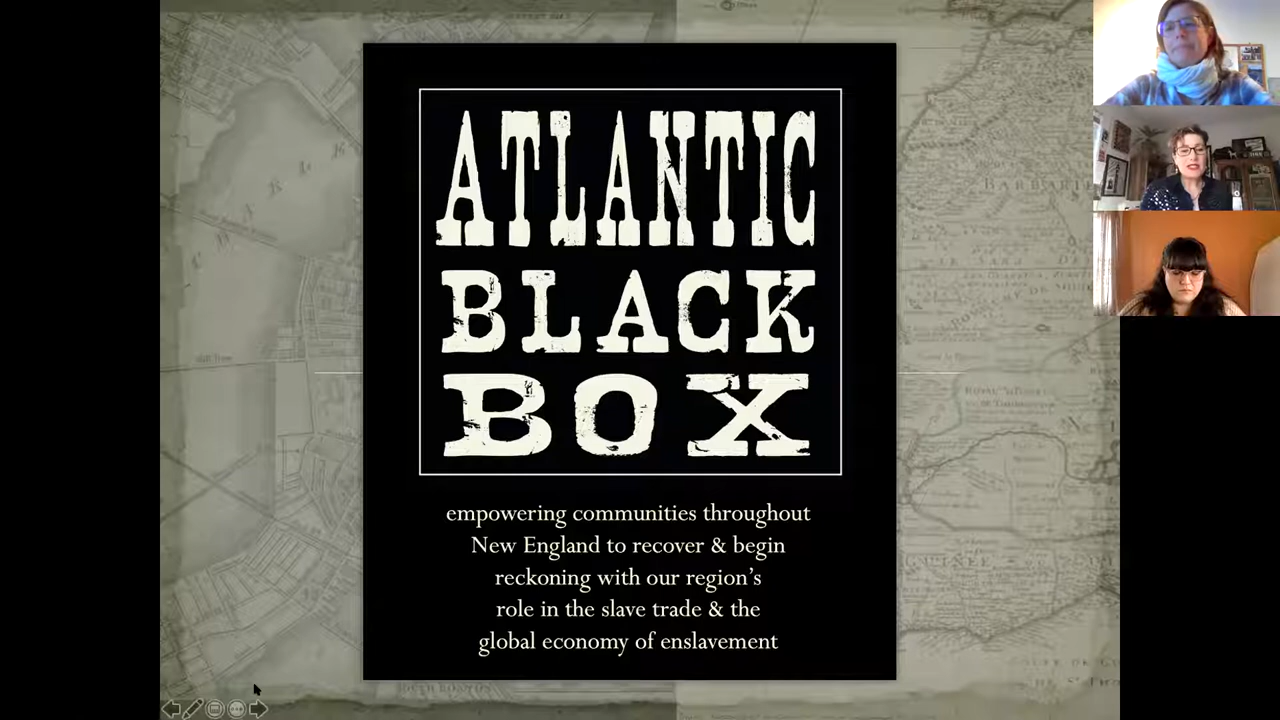 ATLANTIC
BLACK
BOX
empowering communities throughout
New England to recover & begin
reckoning with our region's
role in the slave trade & the
global economy of enslavement